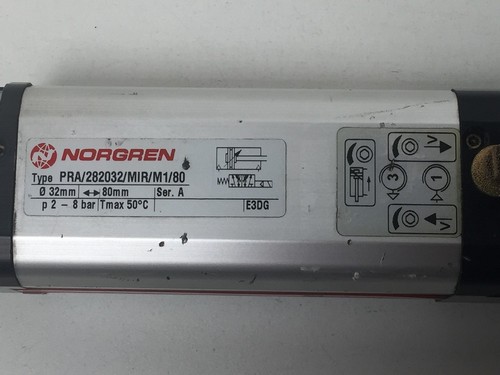 NORGREN
Type PRA/282032/MIR/M1/80
Ø 32mm ◄►80mm Ser. A
p 2 – 8 bar Tmax 50°C E3DG
V
3 1
V